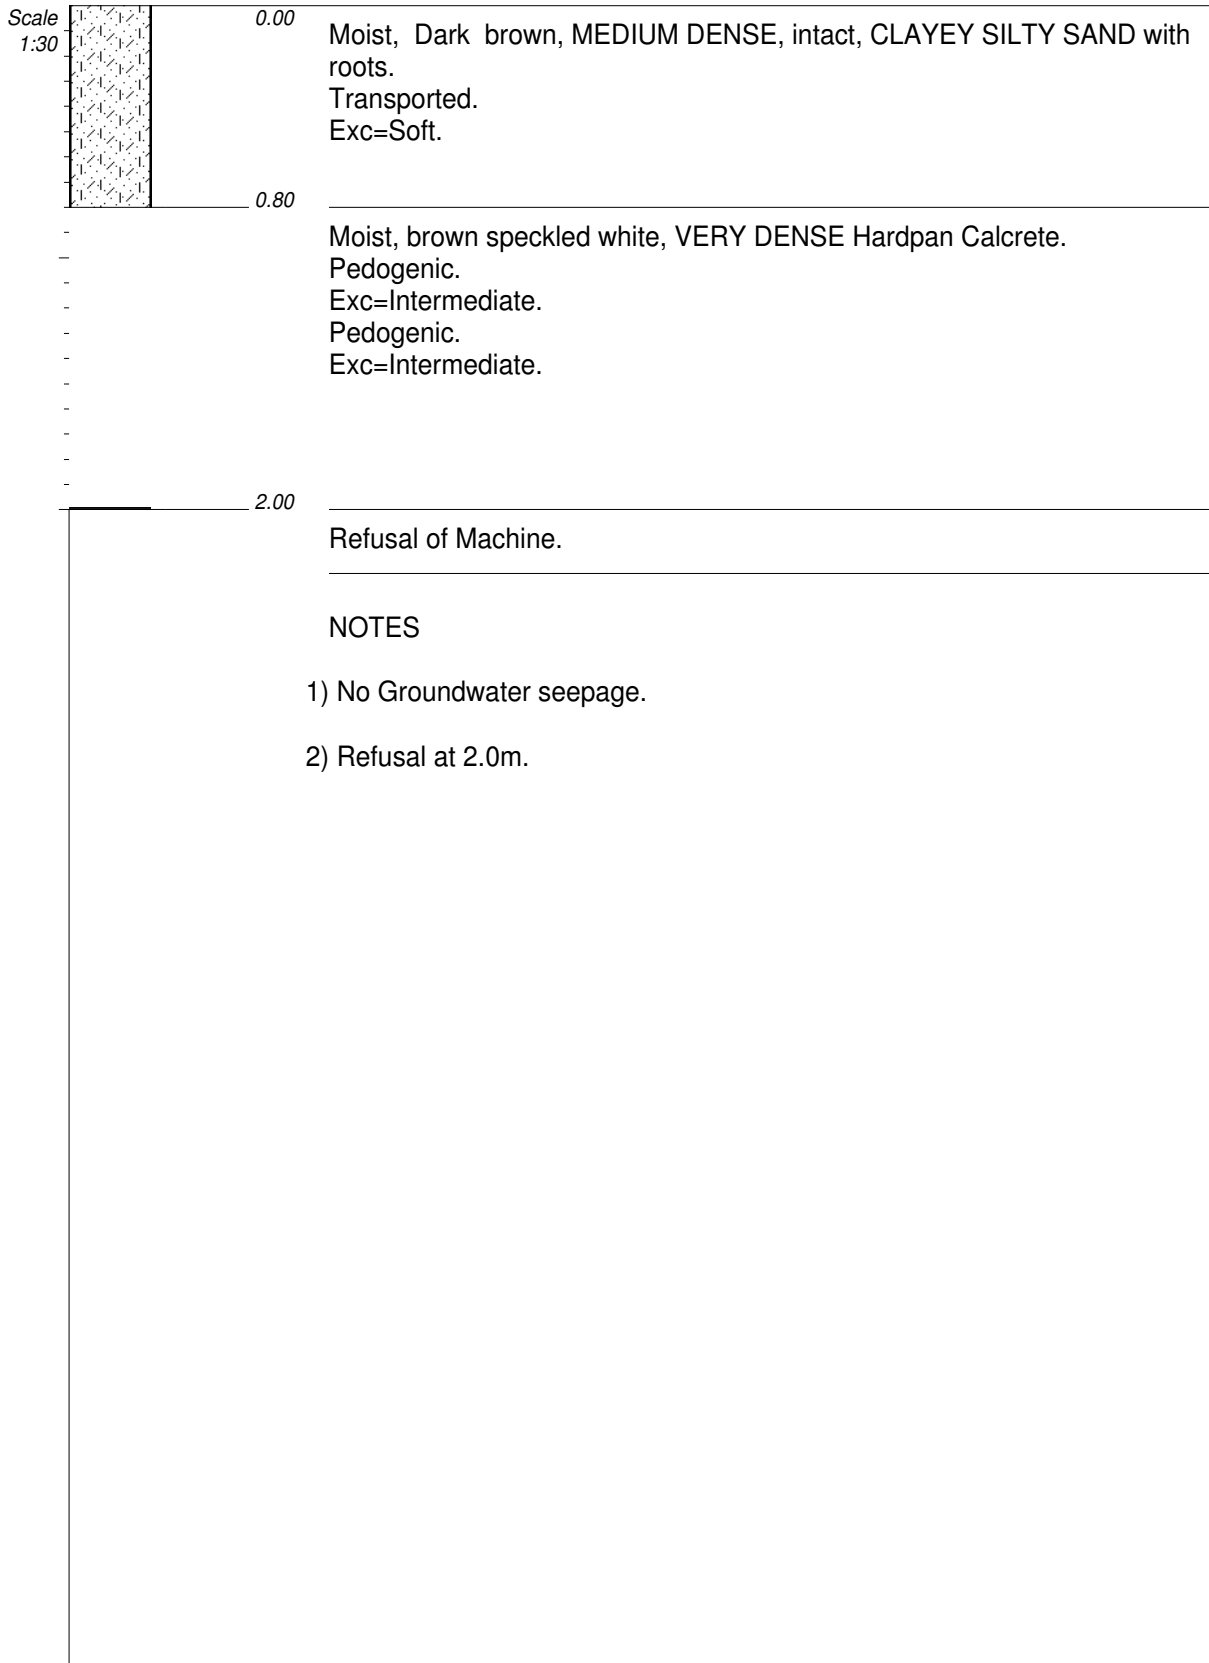 Scale
1:30
0.00
Moist, Dark brown, MEDIUM DENSE, intact, CLAYEY SILTY SAND with
roots.
Transported.
Exc=Soft.
0.80
Moist, brown speckled white, VERY DENSE Hardpan Calcrete.
Pedogenic.
Exc=Intermediate.
Pedogenic.
Exc=Intermediate.
2.00
Refusal of Machine.
NOTES
1) No Groundwater seepage.
2) Refusal at 2.0m.